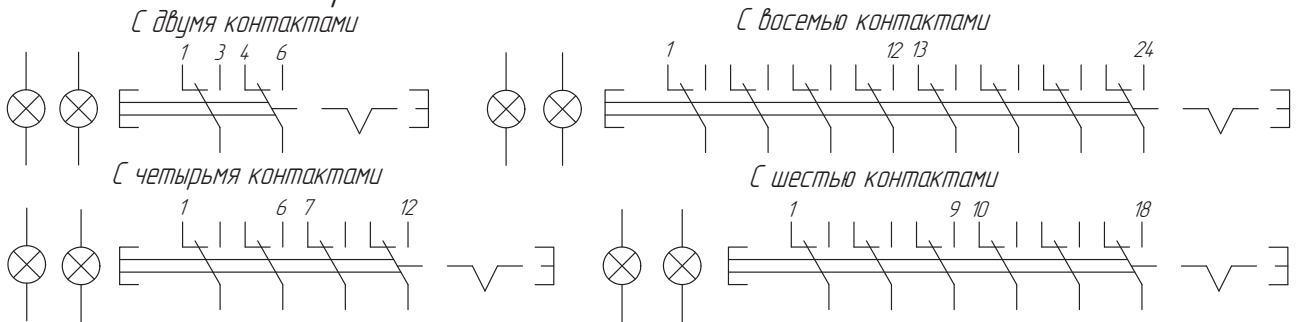 С двумя контактами
1 3 4 6
С восемью контактами
1 12 13 24
С четырьмя контактами
1 6 7 12
С шестью контактами
1 9 10 18